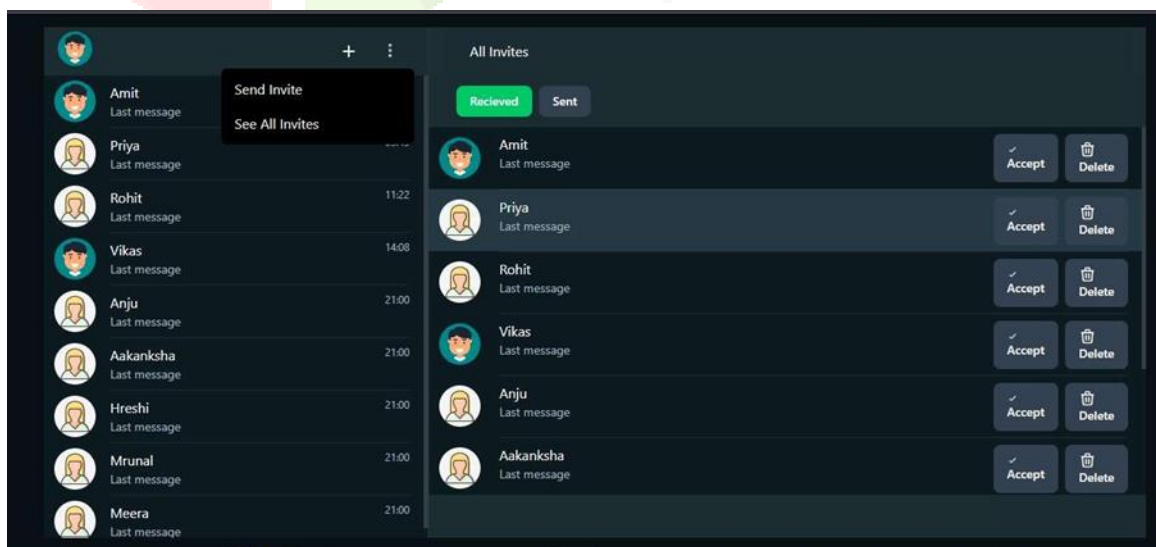 +
Amit
Last message
Send Invite
See All Invites
Priya
Last message
Rohit
11:22
Last message
Vikas
14:08
Last message
Anju
21:00
Last message
Aakanksha
21:00
Last message
Hreshi
21:00
Last message
Mrunal
21:00
Last message
Meera
21:00
Last message
All Invites
Recieved Sent
Amit
Last message
Accept Delete
Priya
Last message
Accept Delete
Rohit
Last message
Accept Delete
Vikas
Last message
Accept Delete
Anju
Last message
Accept Delete
Aakanksha
Last message
Accept Delete